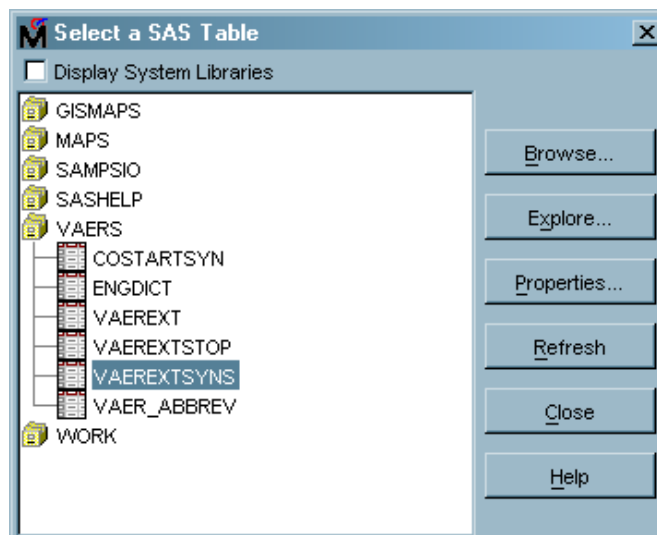 Select a SAS Table
Display System Libraries
GISMAPS
MAPS
SAMPSIO
SASHELP
VAERS
COSTARTSYN
ENGDICT
VAEREXT
VAEREXTSTOP
VAEREXTSYNS
VAER_ABBREV
WORK
Browse...
Explore...
Properties...
Refresh
Close
Help